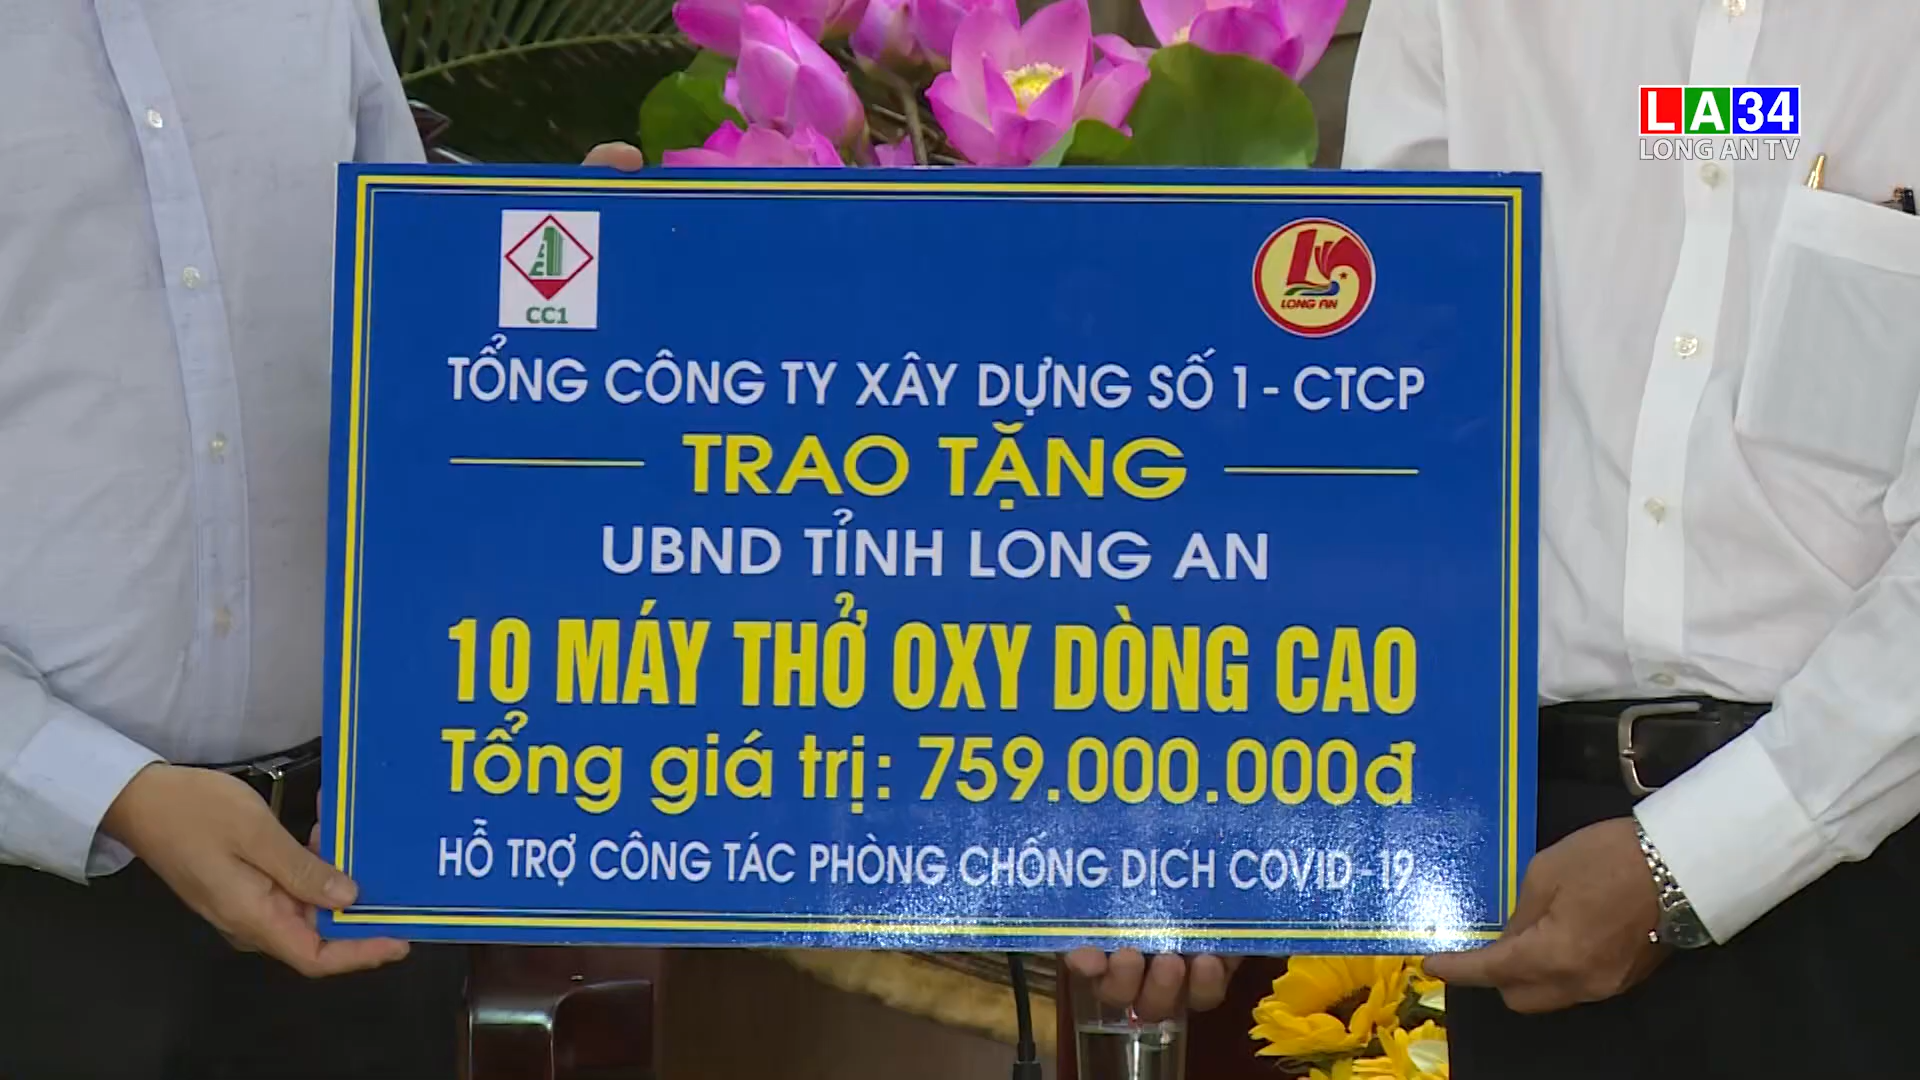 LA34
LONG AN TV
CC1
LONG AN
TỔNG CÔNG TY XÂY DỰNG SỐ 1 - CTCP
TRAO TẶNG
UBND TỈNH LONG AN
10 MÁY THỞ OXY DÒNG CAO
Tổng giá trị: 759.000.000đ
HỖ TRỢ CÔNG TÁC PHÒNG CHỐNG DỊCH COVID-19